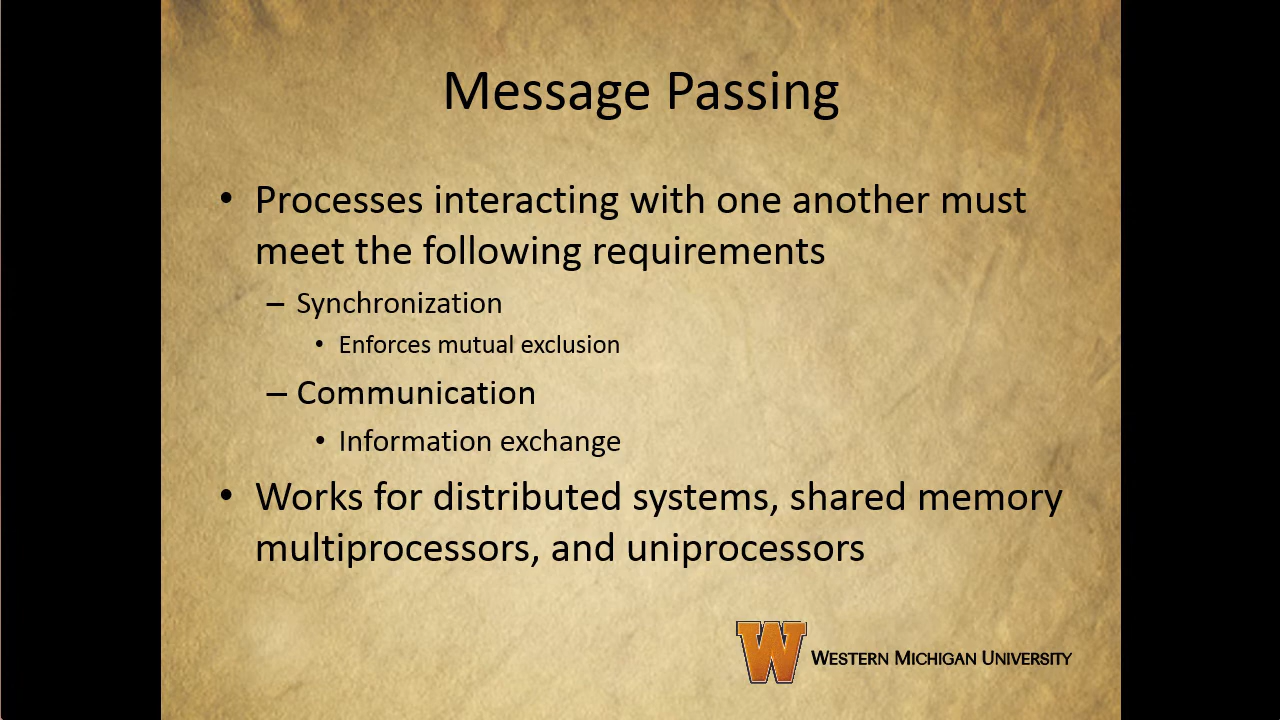 Message Passing
• Processes interacting with one another must
meet the following requirements
– Synchronization
• Enforces mutual exclusion
– Communication
• Information exchange
• Works for distributed systems, shared memory
multiprocessors, and uniprocessors
W WESTERN MICHIGAN UNIVERSITY